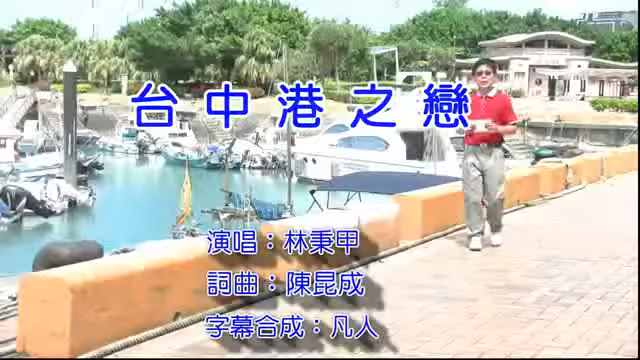 台中港之戀
演唱：林秉甲
詞曲：陳昆成
字幕合成：凡人